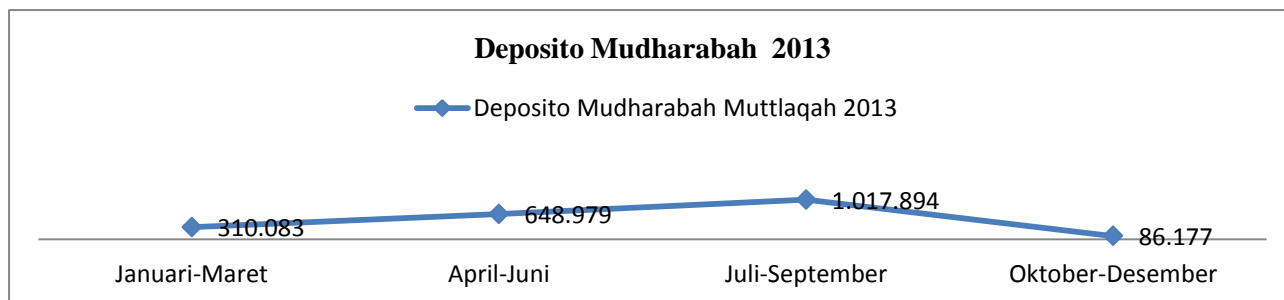 Deposito Mudharabah 2013
Deposito Mudharabah Muttlaqah 2013
310.083
648.979
1.017.894
86.177
Januari-Maret
April-Juni
Juli-September
Oktober-Desember